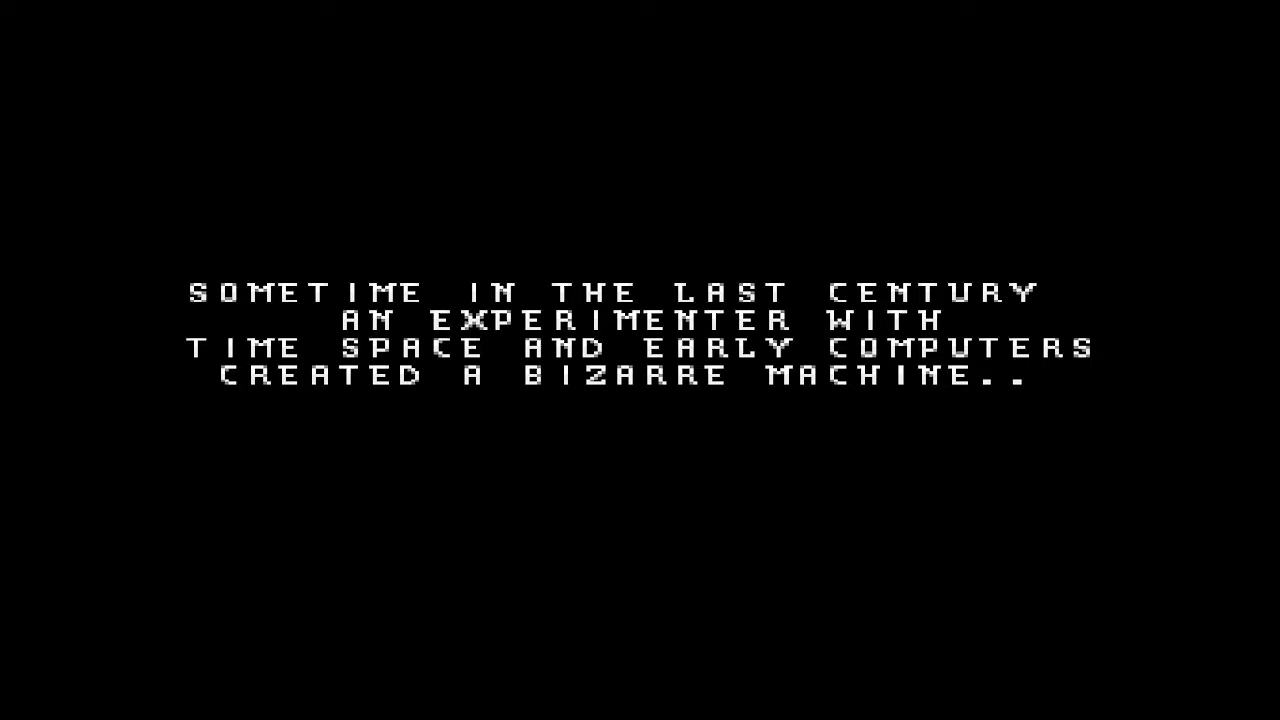 SOMETIME IN THE LAST CENTURY
AN EXPERIMENTER WITH
TIME SPACE AND EARLY COMPUTERS
CREATED A BIZARRE MACHINE..